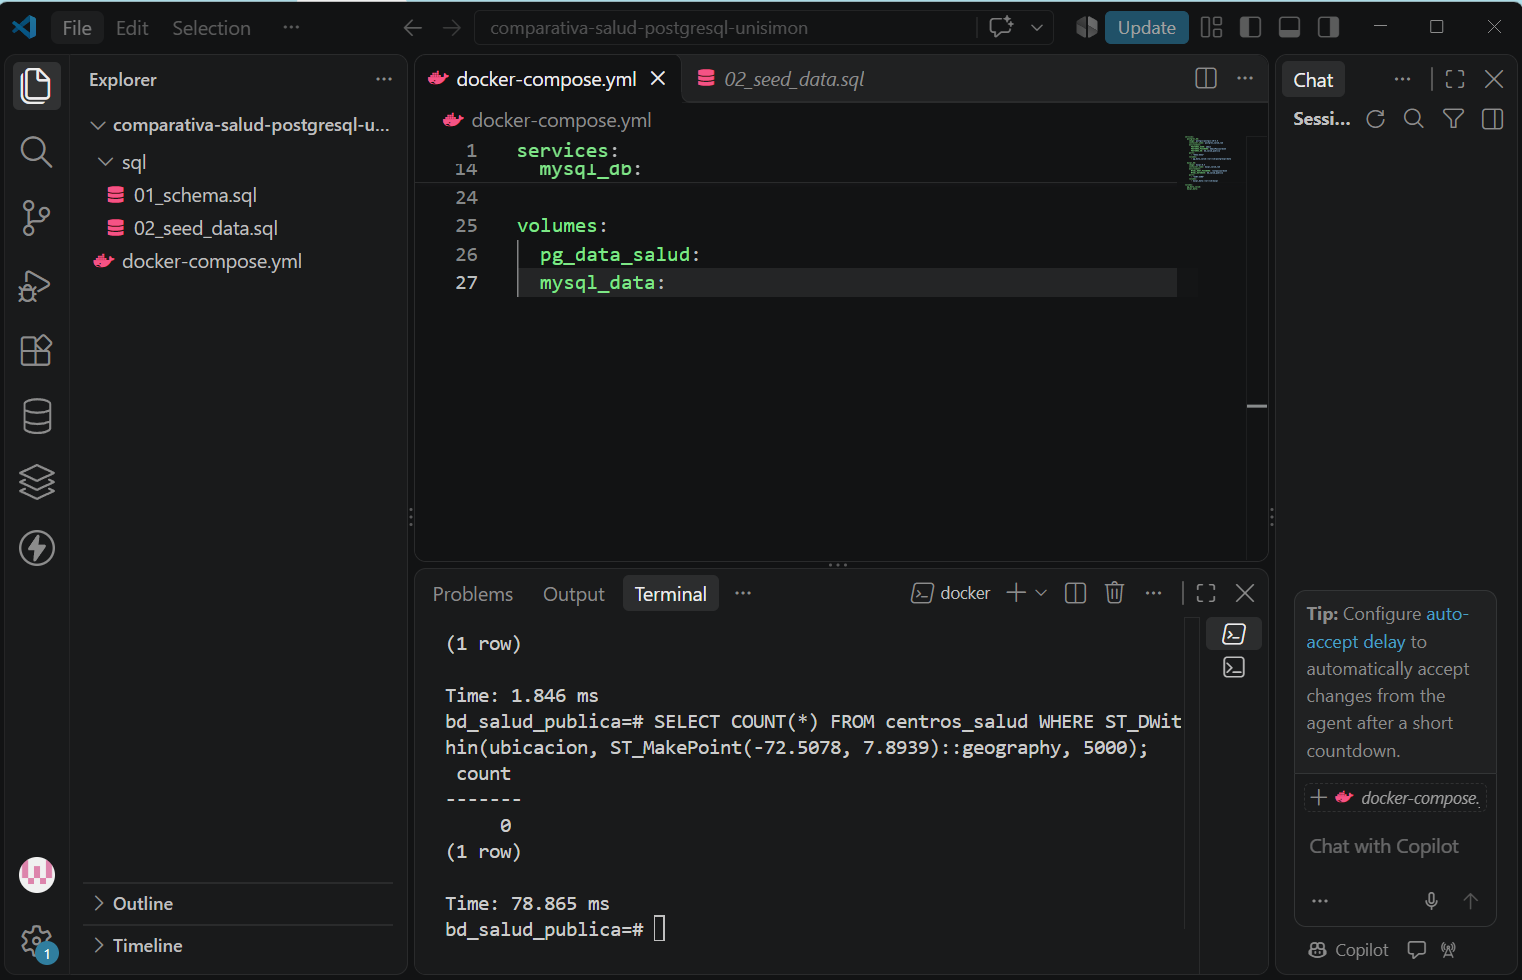 File Edit Selection ··· comparativa-salud-postgresql-unisimon Update
Explorer ···
comparativa-salud-postgresql-u...
sql
01_schema.sql
02_seed_data.sql
docker-compose.yml
Outline
Timeline
1
docker-compose.yml 02_seed_data.sql ···
docker-compose.yml
1 services:
14 mysql_db:
24
25 volumes:
26 pg_data_salud:
27 mysql_data:
Problems Output Terminal ··· docker ···
(1 row)
Time: 1.846 ms
bd_salud_publica=# SELECT COUNT(*) FROM centros_salud WHERE ST_DWit
hin(ubicacion, ST_MakePoint(-72.5078, 7.8939)::geography, 5000);
count
-------
0
(1 row)
Time: 78.865 ms
bd_salud_publica=#
Chat ···
Sessi...
Tip: Configure auto-
accept delay to
automatically accept
changes from the
agent after a short
countdown.
docker-compose.
Chat with Copilot
···
Copilot